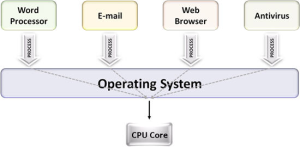 Word
Processor
E-mail
Web
Browser
Antivirus
PROCESS
PROCESS
PROCESS
PROCESS
Operating System
CPU Core